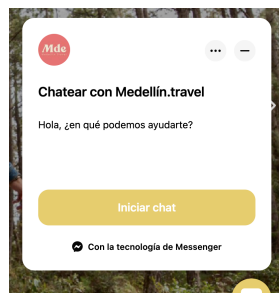 Mde
Chatear con Medellín.travel
Hola, ¿en qué podemos ayudarte?
Iniciar chat
Con la tecnología de Messenger